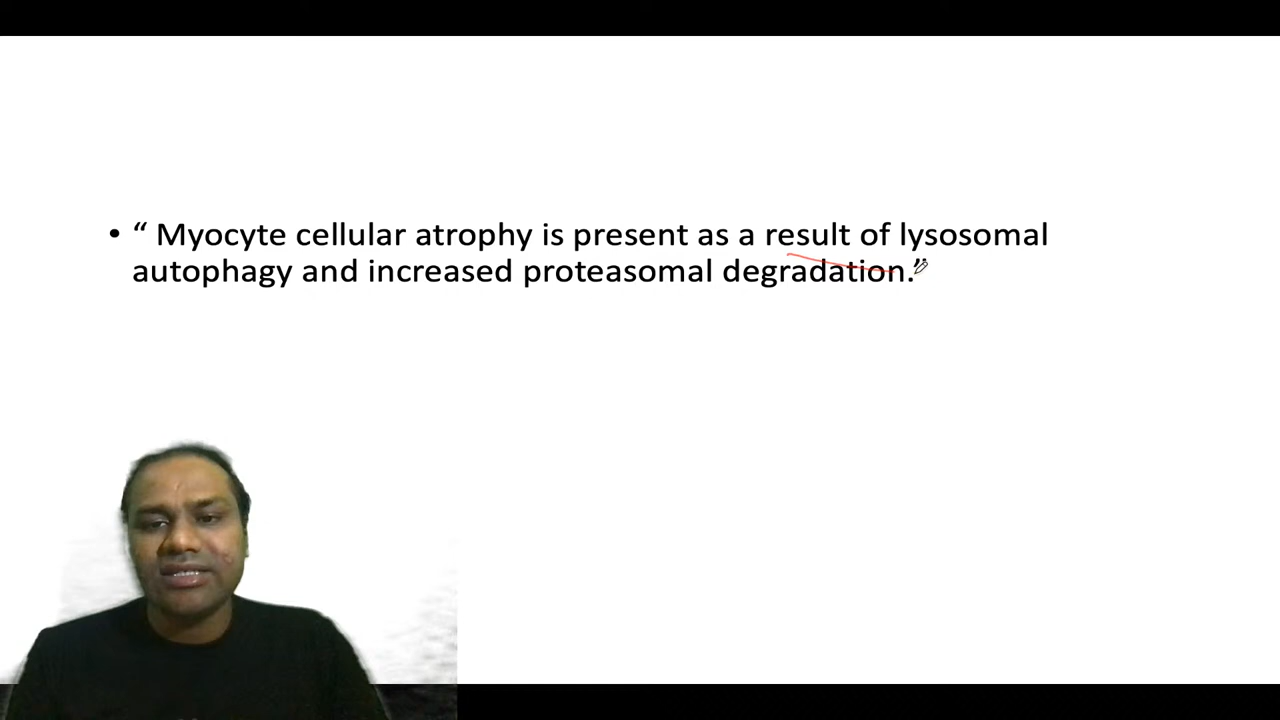 • “ Myocyte cellular atrophy is present as a result of lysosomal
autophagy and increased proteasomal degradation.”